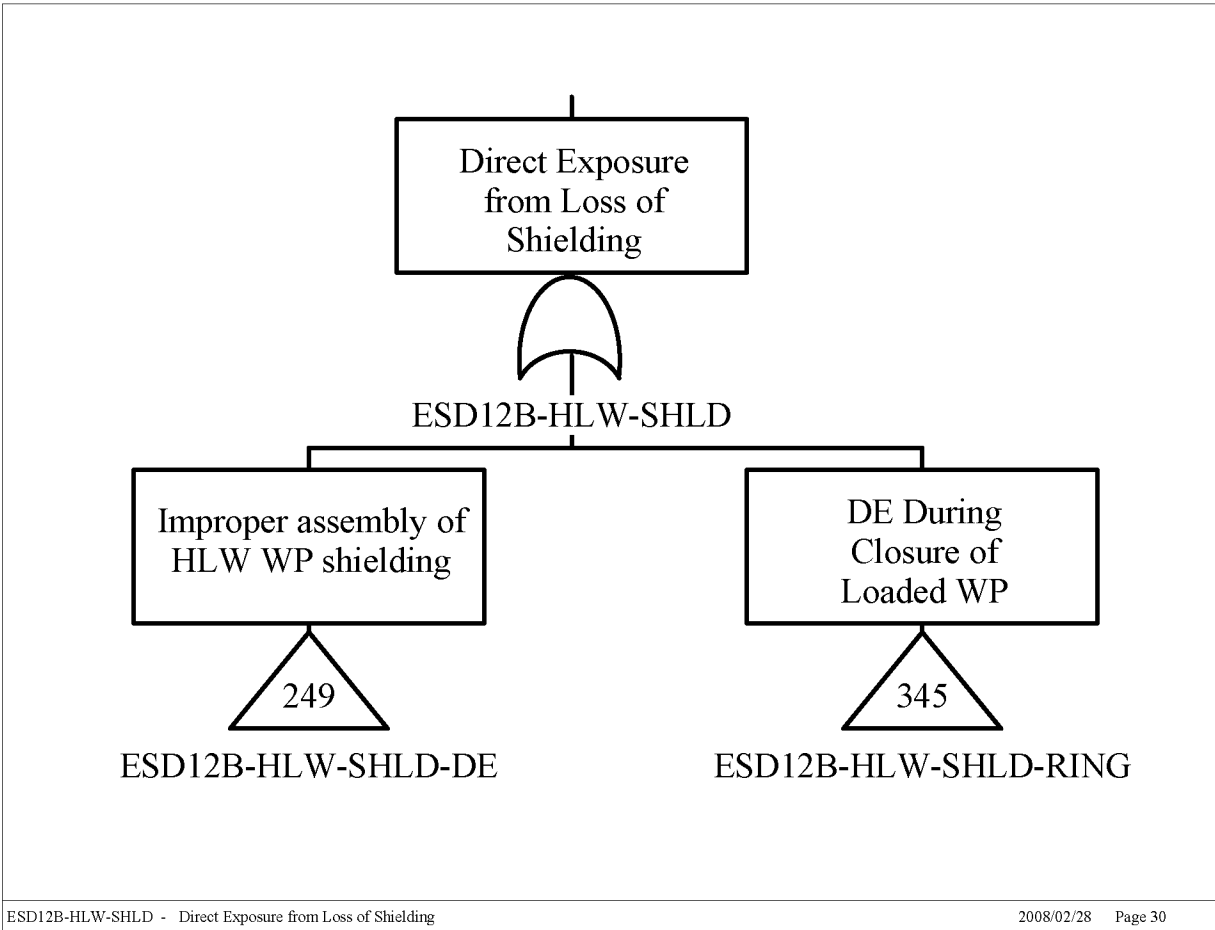 Direct Exposure
from Loss of
Shielding
ESD12B-HLW-SHLD
Improper assembly of
HLW WP shielding
DE During
Closure of
Loaded WP
249
345
ESD12B-HLW-SHLD-DE
ESD12B-HLW-SHLD-RING
ESD12B-HLW-SHLD - Direct Exposure from Loss of Shielding
2008/02/28 Page 30